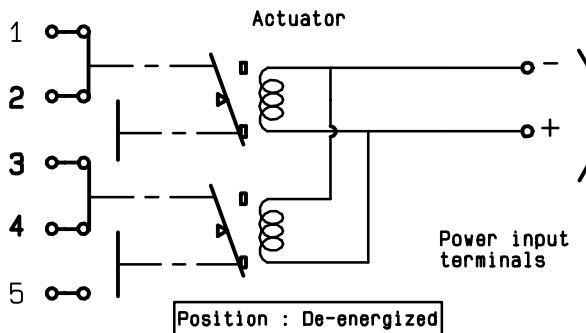 Actuator
1
2
3
4
5
-
+
Power input
terminals
Position : De-energized